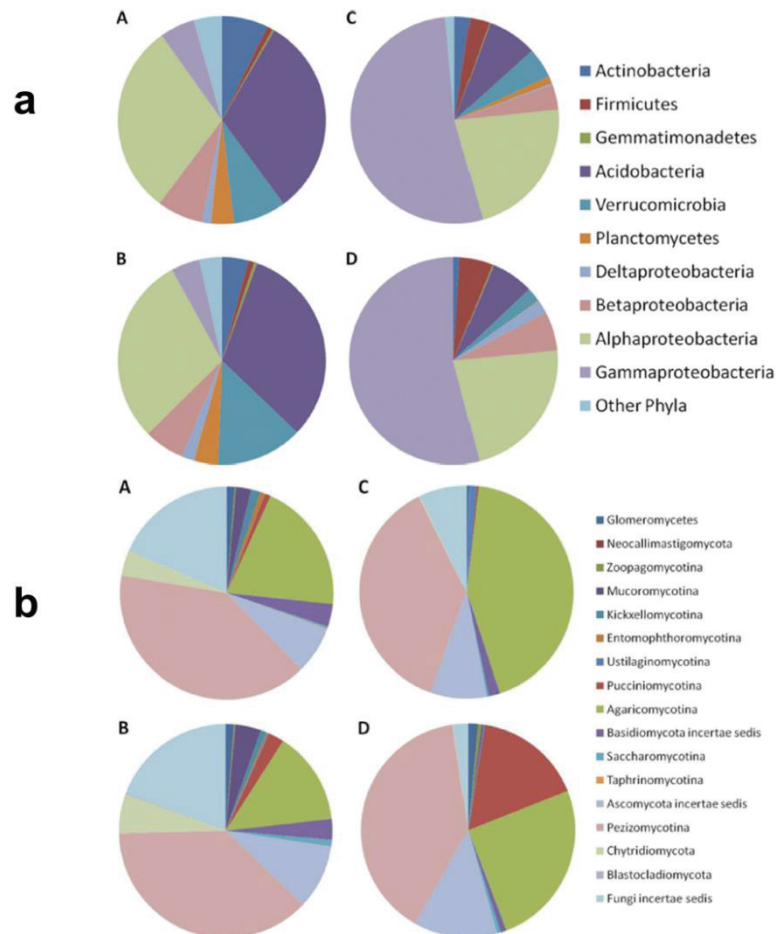 a
A
C
Actinobacteria
Firmicutes
Gemmatimonadetes
Acidobacteria
Verrucomicrobia
Planctomycetes
Deltaproteobacteria
Betaproteobacteria
Alphaproteobacteria
Gammaproteobacteria
Other Phyla
B
D
b
A
C
Glomeromycetes
Neocallimastigomycota
Zoopagomycotina
Mucoromycotina
Kickxellomycotina
Entomophthoromycotina
Ustilaginomycotina
Pucciniomycotina
Agaricomycotina
Basidiomycota incertae sedis
Saccharomycotina
Taphrinomycotina
Ascomycota incertae sedis
Pezizomycotina
Chytridiomycota
Blastocladiomycota
Fungi incertae sedis
B
D